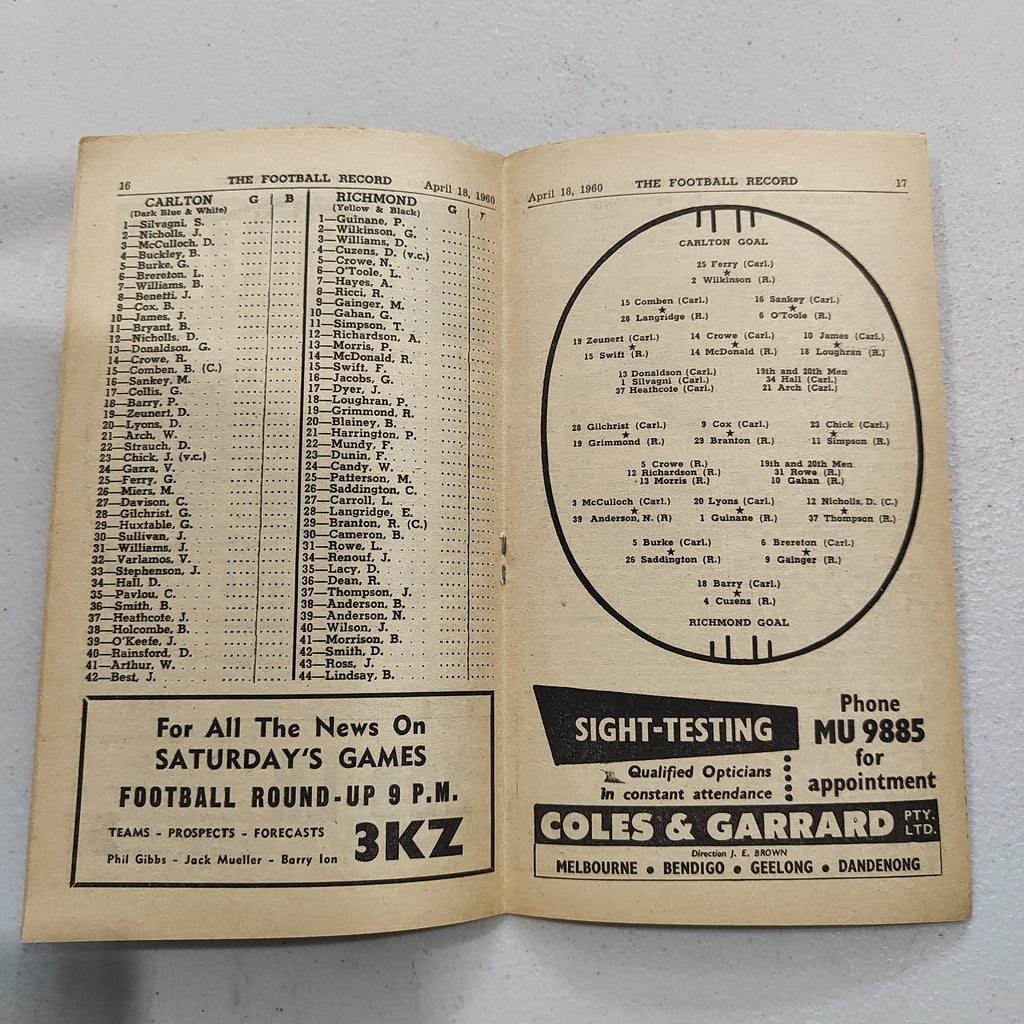 16 THE FOOTBALL RECORD April 18, 1960
CARLTON G B
(Dark Blue & White)
1—Silvagni, S.
2—Nicholls, J.
3—McCulloch, D.
4—Buckley, B.
5—Burke, G.
6—Brereton, L.
7—Williams, B.
8—Benetti, J.
9—Cox, B.
10—James, J.
11—Bryant, B.
12—Nicholls, D.
13—Donaldson, G.
14—Crowe, R.
15—Comben, B. (C.)
16—Sankey, M.
17—Collis, G.
18—Barry, P.
19—Zeunert, D.
20—Lyons, D.
21—Arch, W.
22—Strauch, D.
23—Chick, J. (v.c.)
24—Garra, V.
25—Ferry, G.
26—Miers, M.
27—Davison, C.
28—Gilchrist, G.
29—Huxtable, G.
30—Sullivan, J.
31—Williams, J.
32—Varlamos, V.
33—Stephenson, J.
34—Hall, D.
35—Pavlou, C.
36—Smith, B.
37—Heathcote, J.
38—Holcombe, B.
39—O'Keefe, J.
40—Rainsford, D.
41—Arthur, W.
42—Best, J.
RICHMOND G
(Yellow & Black)
1—Guinane, P.
2—Wilkinson, G.
3—Williams, D.
4—Cuzens, D. (v.c.)
5—Crowe, N.
6—O'Toole, L.
7—Hayes, A.
8—Ricci, R.
9—Gainger, M.
10—Gahan, G.
11—Simpson, T.
12—Richardson, A.
13—Morris, P.
14—McDonald, R.
15—Swift, F.
16—Jacobs, G.
17—Dyer, J.
18—Loughran, P.
19—Grimmond, R.
20—Blainey, B.
21—Harrington, P.
22—Mundy, F.
23—Dunin, F.
24—Candy, W.
25—Patterson, M.
26—Saddington, C.
27—Carroll, L.
28—Langridge, E.
29—Branton, R. (C.)
30—Cameron, B.
31—Rowe, L.
34—Renouf, J.
35—Lacy, D.
36—Dean, R.
37—Thompson, J.
38—Anderson, B.
39—Anderson, N.
40—Wilson, J.
41—Morrison, B.
42—Smith, D.
43—Ross, J.
44—Lindsay, B.
For All The News On
SATURDAY'S GAMES
FOOTBALL ROUND-UP 9 P.M.
TEAMS - PROSPECTS - FORECASTS
Phil Gibbs - Jack Mueller - Barry Ion
3KZ
April 18, 1960 THE FOOTBALL RECORD 17
CARLTON GOAL
25 Ferry (Carl.)
2 Wilkinson (R.)
15 Comben (Carl.) 16 Sankey (Carl.)
28 Langridge (R.) 6 O'Toole (R.)
19 Zeunert (Carl.) 14 Crowe (Carl.) 10 James (Carl.)
15 Swift (R.) 14 McDonald (R.) 18 Loughran (R.)
13 Donaldson (Carl.) 19th and 20th Men
1 Silvagni (Carl.) 34 Hall (Carl.)
37 Heathcote (Carl.) 21 Arch (Carl.)
28 Gilchrist (Carl.) 9 Cox (Carl.) 23 Chick (Carl.)
19 Grimmond (R.) 29 Branton (R.) 11 Simpson (R.)
5 Crowe (R.) 19th and 20th Men
12 Richardson (R.) 31 Rowe (R.)
13 Morris (R.) 10 Gahan (R.)
3 McCulloch (Carl.) 20 Lyons (Carl.) 12 Nicholls, D. (C.)
39 Anderson, N. (R) 1 Guinane (R.) 37 Thompson (R.)
5 Burke (Carl.) 6 Brereton (Carl.)
26 Saddington (R.) 9 Gainger (R.)
18 Barry (Carl.)
4 Cuzens (R.)
RICHMOND GOAL
SIGHT-TESTING
Qualified Opticians
in constant attendance
Phone
MU 9885
for
appointment
COLES & GARRARD PTY. LTD.
Direction J. E. BROWN
MELBOURNE • BENDIGO • GEELONG • DANDENONG